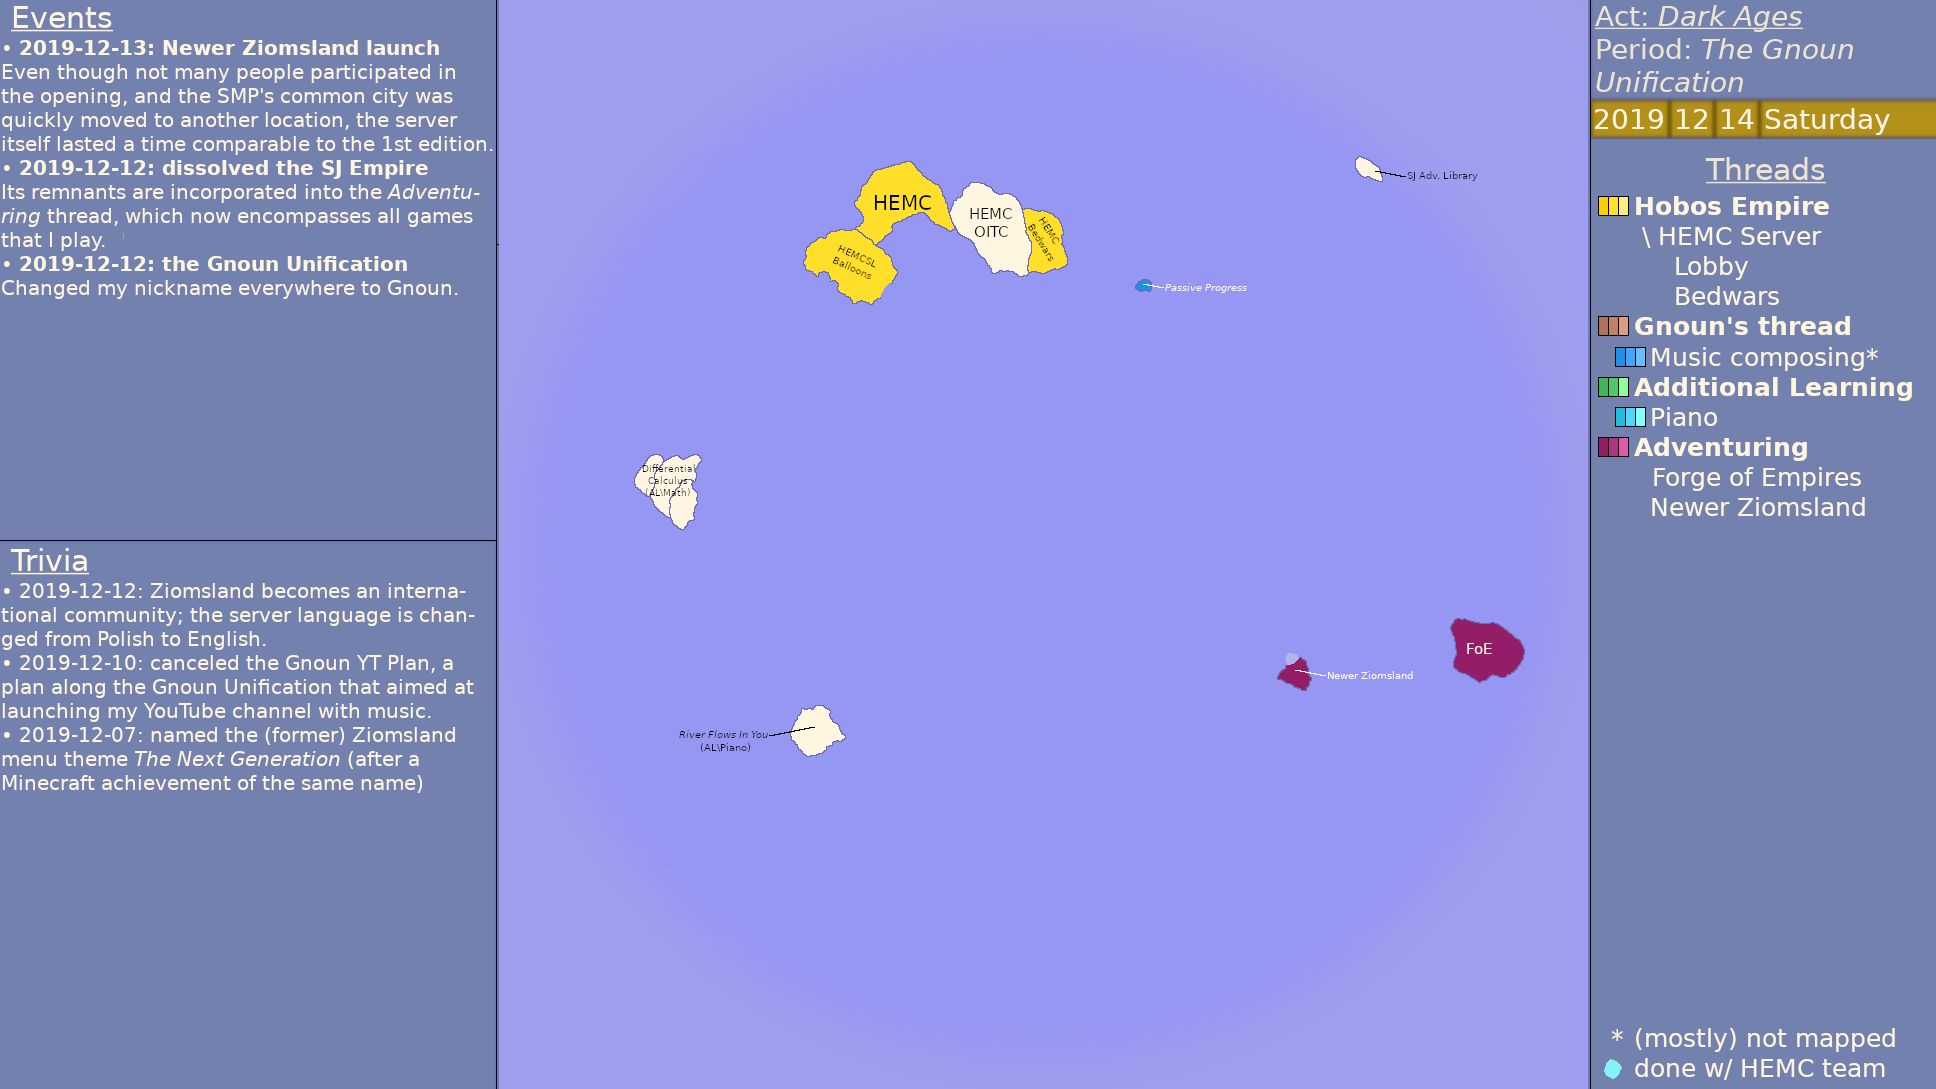 Events
• 2019-12-13: Newer Ziomsland launch
Even though not many people participated in
the opening, and the SMP's common city was
quickly moved to another location, the server
itself lasted a time comparable to the 1st edition.
• 2019-12-12: dissolved the SJ Empire
Its remnants are incorporated into the Adventu-
ring thread, which now encompasses all games
that I play.
• 2019-12-12: the Gnoun Unification
Changed my nickname everywhere to Gnoun.
Trivia
• 2019-12-12: Ziomsland becomes an interna-
tional community; the server language is chan-
ged from Polish to English.
• 2019-12-10: canceled the Gnoun YT Plan, a
plan along the Gnoun Unification that aimed at
launching my YouTube channel with music.
• 2019-12-07: named the (former) Ziomsland
menu theme The Next Generation (after a
Minecraft achievement of the same name)
HEMC
HEMCSL
Balloons
HEMC
OITC
HEMC
Bedwars
SJ Adv. Library
Passive Progress
Differential
Calculus
(AL\Math)
FoE
Newer Ziomsland
River Flows In You
(AL\Piano)
Act: Dark Ages
Period: The Gnoun
Unification
2019 12 14 Saturday
Threads
Hobos Empire
\ HEMC Server
Lobby
Bedwars
Gnoun's thread
Music composing*
Additional Learning
Piano
Adventuring
Forge of Empires
Newer Ziomsland
* (mostly) not mapped
done w/ HEMC team